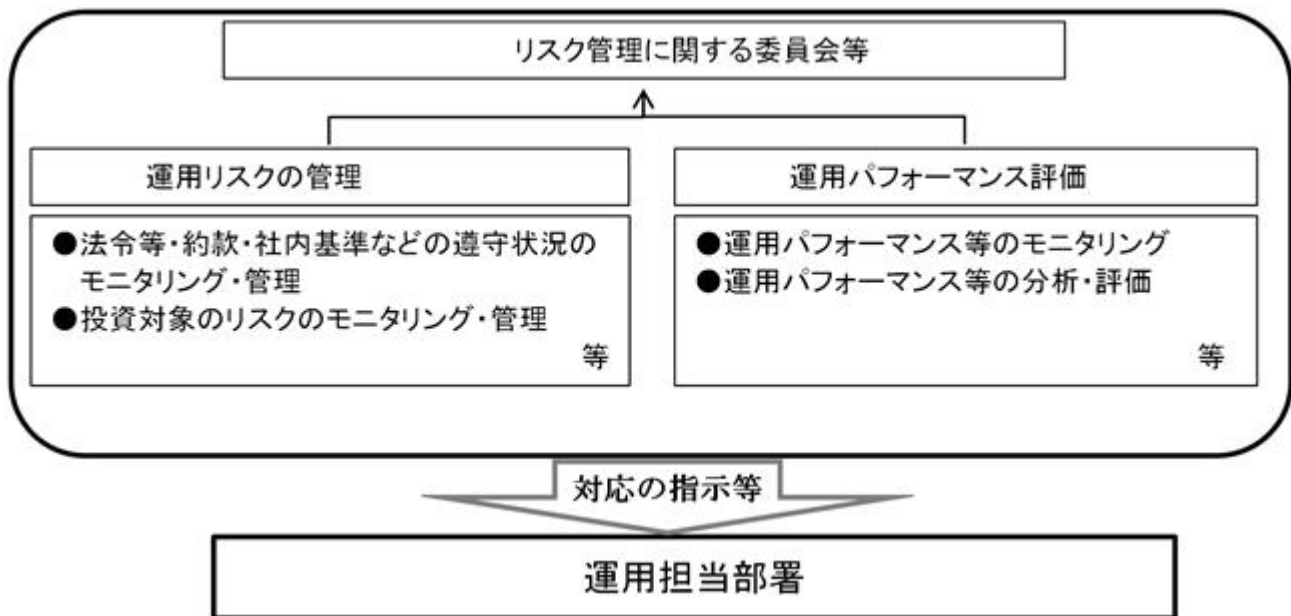 リスク管理に関する委員会等
運用リスクの管理
●法令等・約款・社内基準などの遵守状況の
モニタリング・管理
●投資対象のリスクのモニタリング・管理
等
運用パフォーマンス評価
●運用パフォーマンス等のモニタリング
●運用パフォーマンス等の分析・評価
等
対応の指示等
運用担当部署